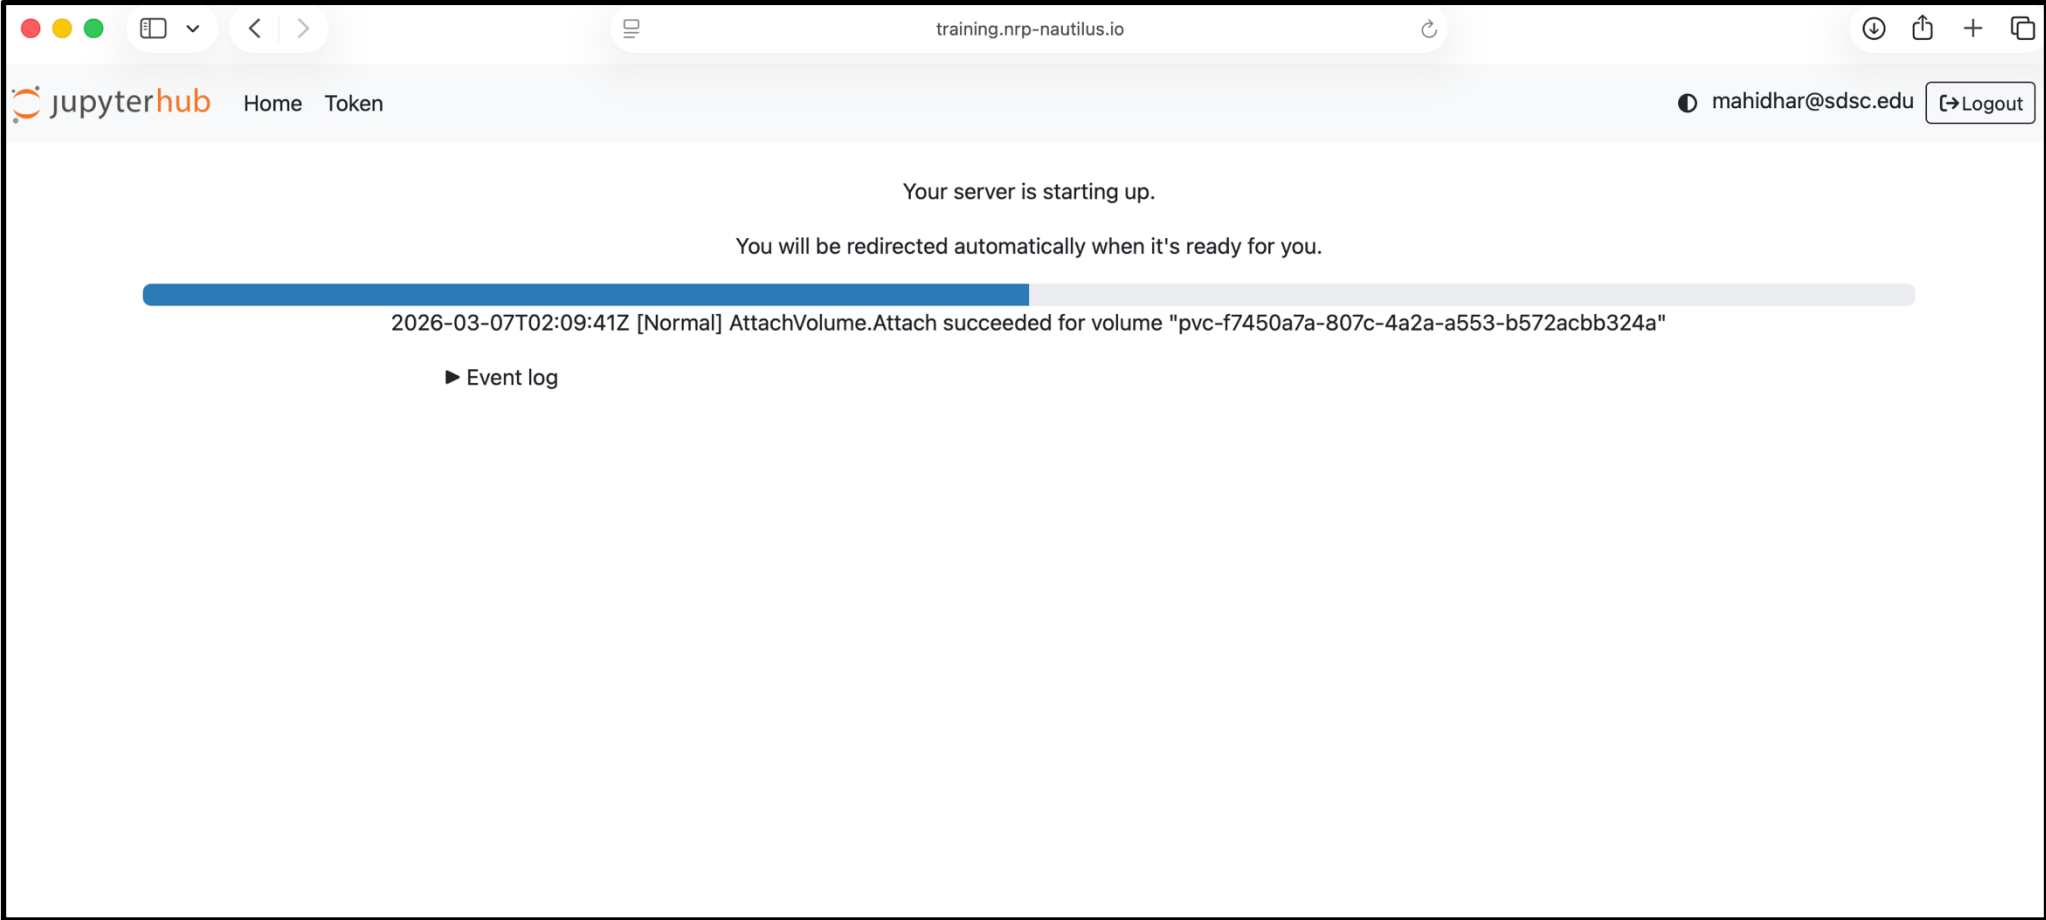 training.nrp-nautilus.io
jupyterhub Home Token mahidhar@sdsc.edu Logout
Your server is starting up.
You will be redirected automatically when it's ready for you.
2026-03-07T02:09:41Z [Normal] AttachVolume.Attach succeeded for volume "pvc-f7450a7a-807c-4a2a-a553-b572acbb324a"
Event log